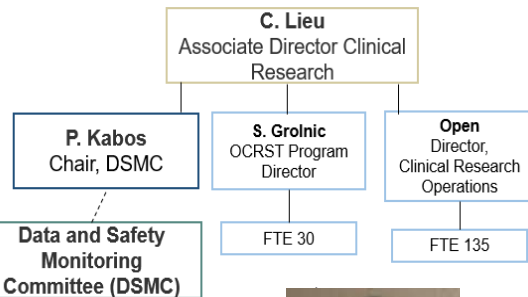 C. Lieu
Associate Director Clinical
Research
P. Kabos
Chair, DSMC
S. Grolnic
OCRST Program
Director
Open
Director,
Clinical Research
Operations
Data and Safety
Monitoring
Committee (DSMC)
FTE 30
FTE 135